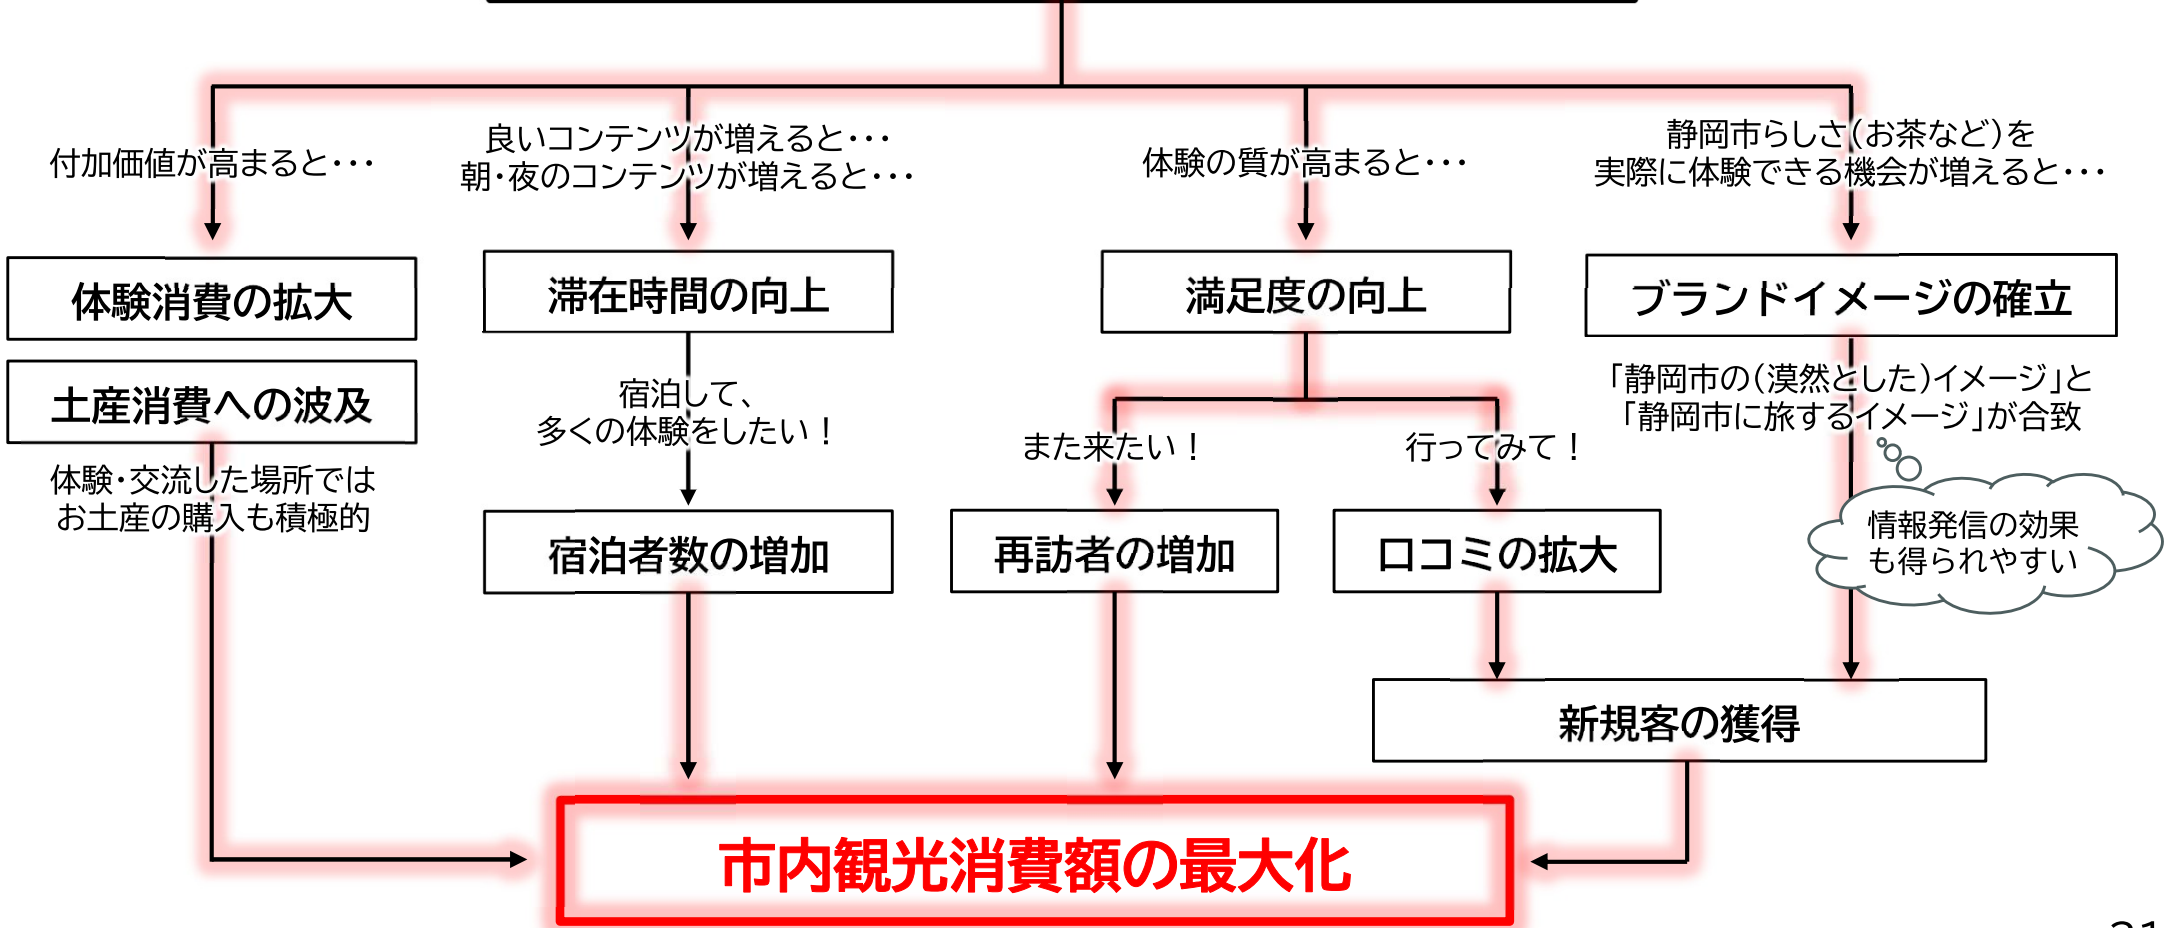 付加価値が高まると・・・
良いコンテンツが増えると・・・
朝・夜のコンテンツが増えると・・・
体験の質が高まると・・・
静岡市らしさ(お茶など)を
実際に体験できる機会が増えると・・・
体験消費の拡大
滞在時間の向上
満足度の向上
ブランドイメージの確立
土産消費への波及
宿泊して、
多くの体験をしたい！
「静岡市の(漠然とした)イメージ」と
「静岡市に旅するイメージ」が合致
また来たい！
行ってみて！
体験・交流した場所では
お土産の購入も積極的
情報発信の効果
も得られやすい
宿泊者数の増加
再訪者の増加
口コミの拡大
新規客の獲得
市内観光消費額の最大化